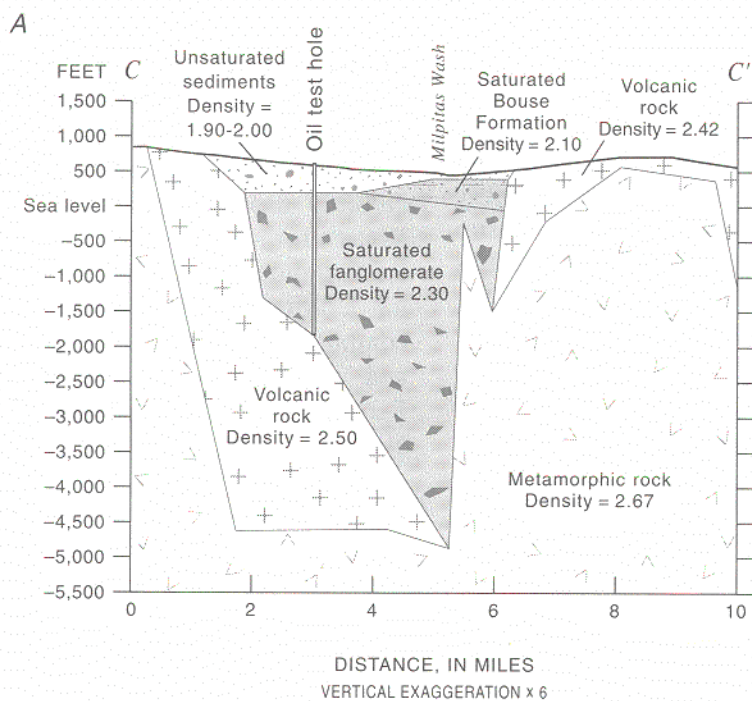 A
FEET
C
Unsaturated
sediments
Density =
1.90-2.00
Oil test hole
Milpitas Wash
Saturated
Bouse
Formation
Density = 2.10
Volcanic
rock
Density = 2.42
C'
1,500
1,000
500
Sea level
-500
-1,000
-1,500
-2,000
-2,500
-3,000
-3,500
-4,000
-4,500
-5,000
-5,500
Saturated
fanglomerate
Density = 2.30
Volcanic
rock
Density = 2.50
Metamorphic rock
Density = 2.67
0
2
4
6
8
10
DISTANCE, IN MILES
VERTICAL EXAGGERATION x 6